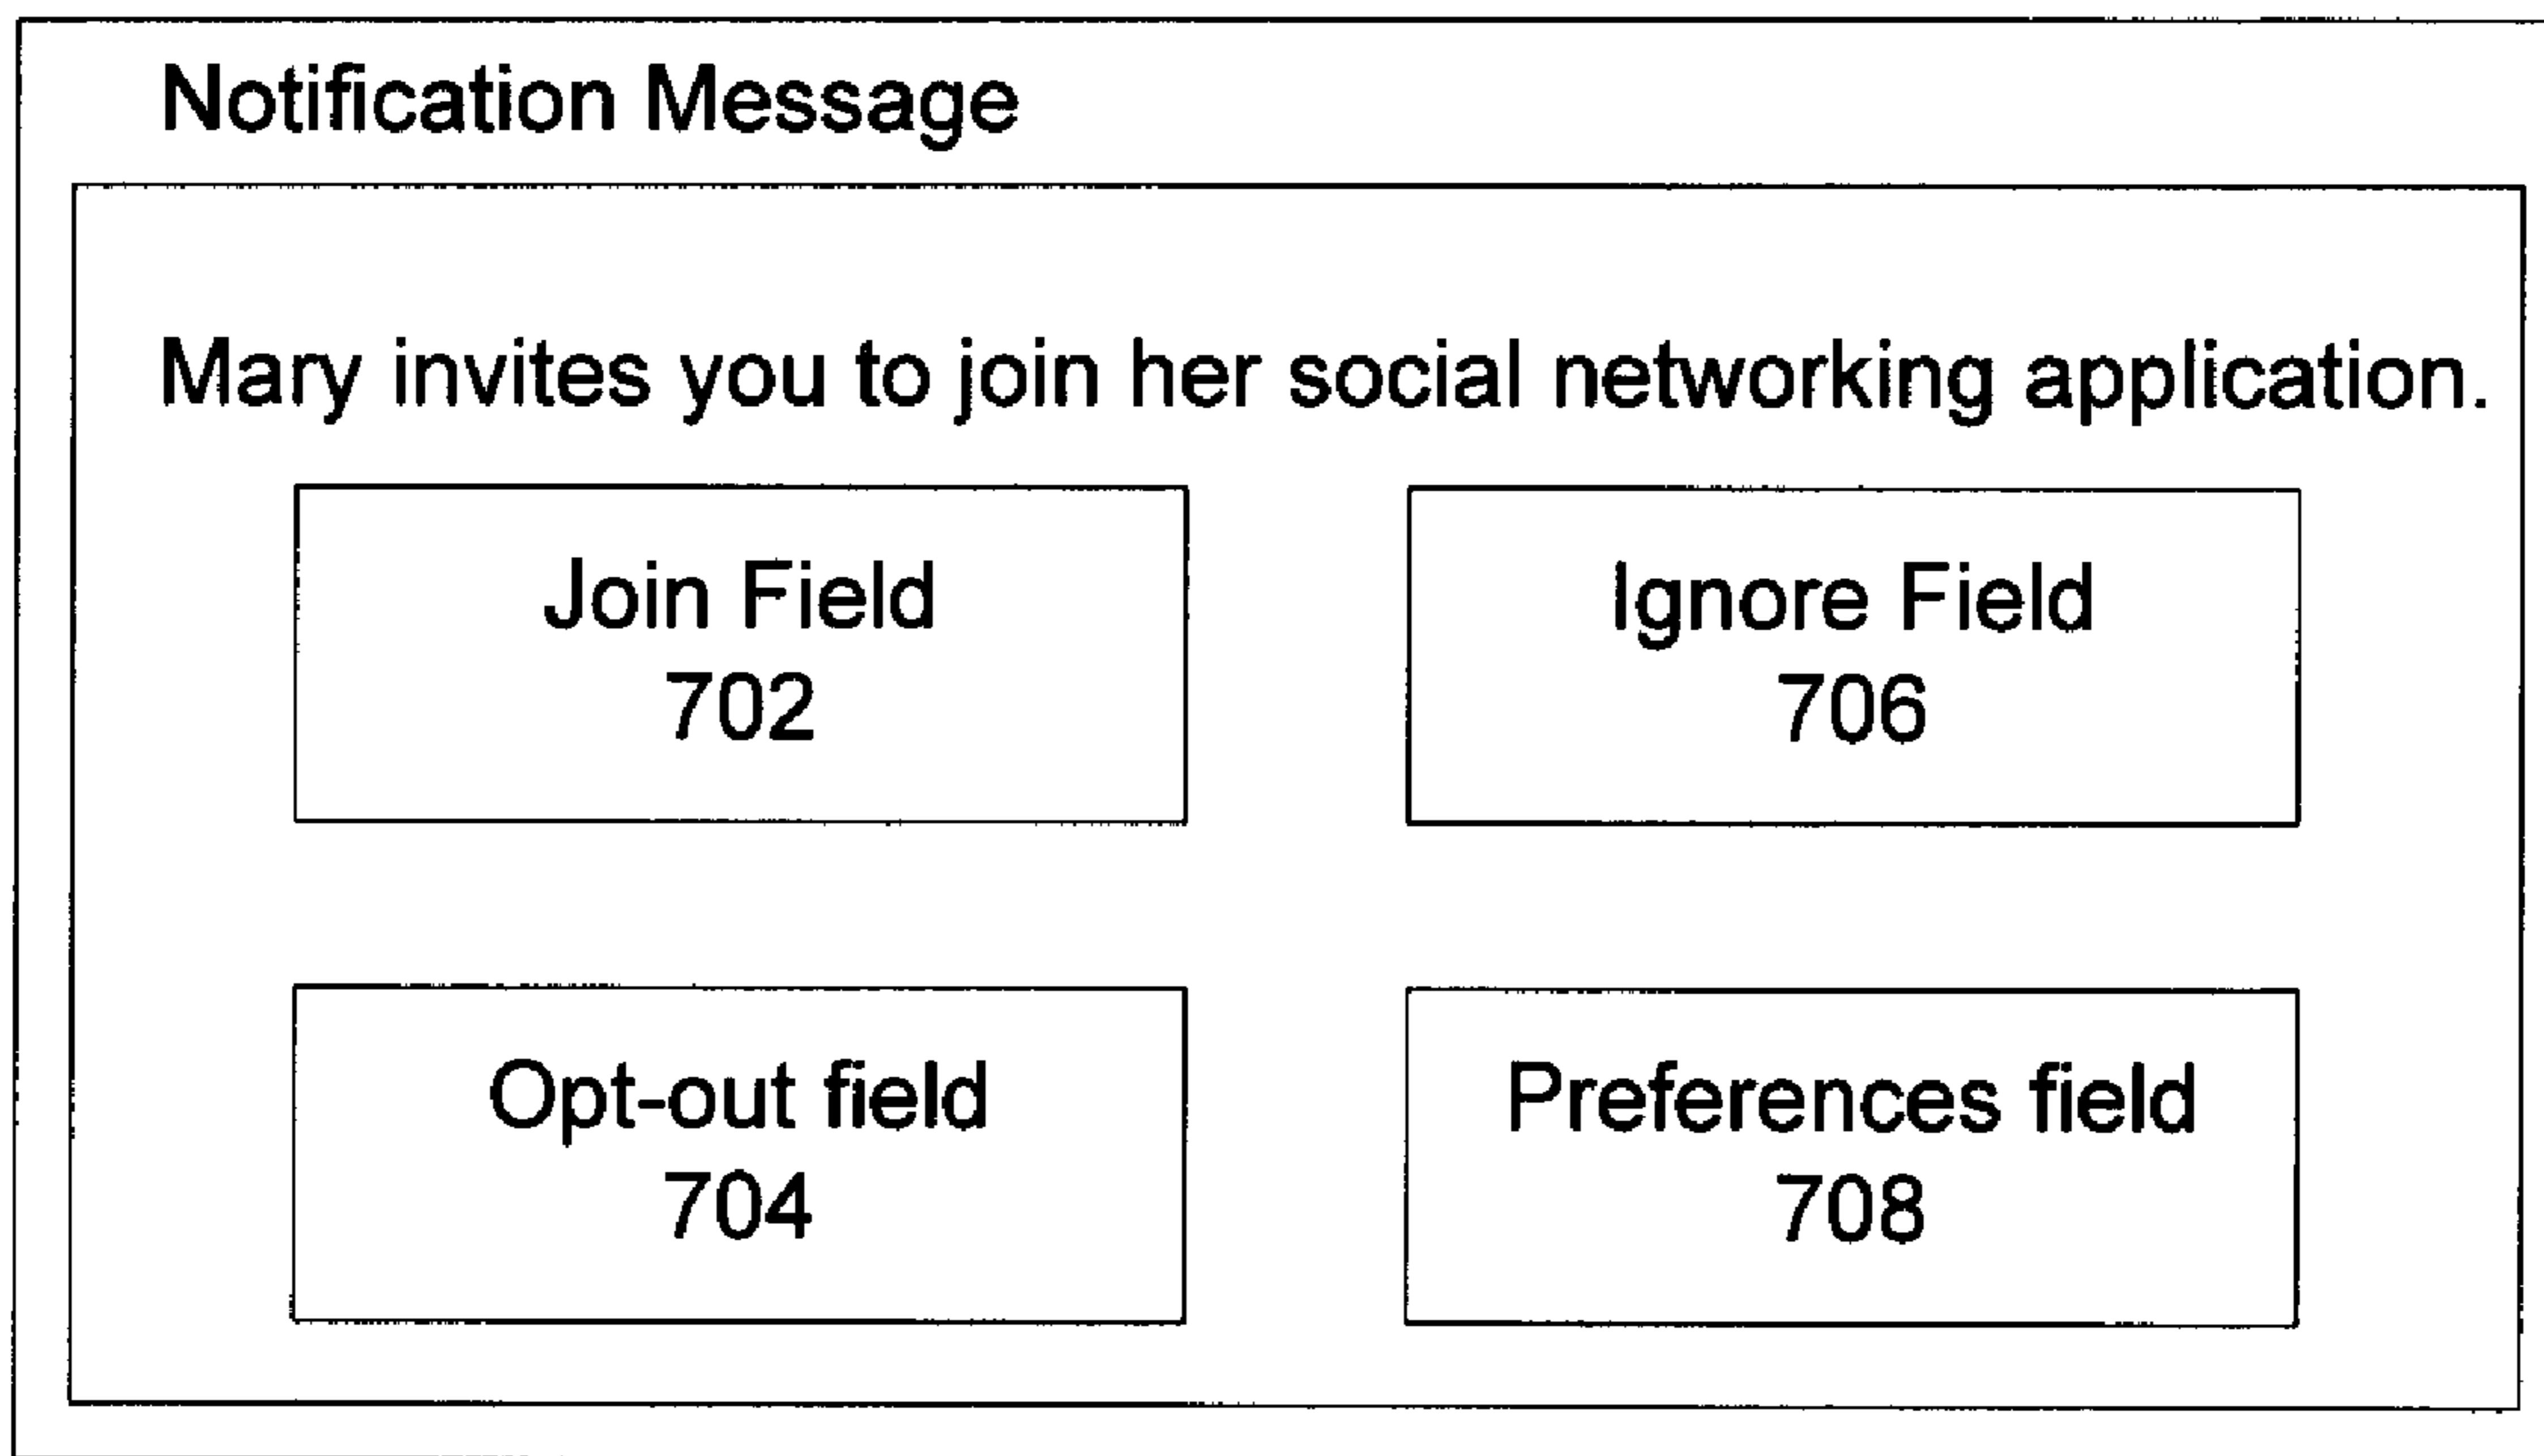 Notification Message
Mary invites you to join her social networking application.
Join Field
702
Ignore Field
706
Opt-out field
704
Preferences field
708